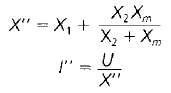 X'' = X₁ + X₂Xₘ / X₂ + Xₘ
I'' = U / X''